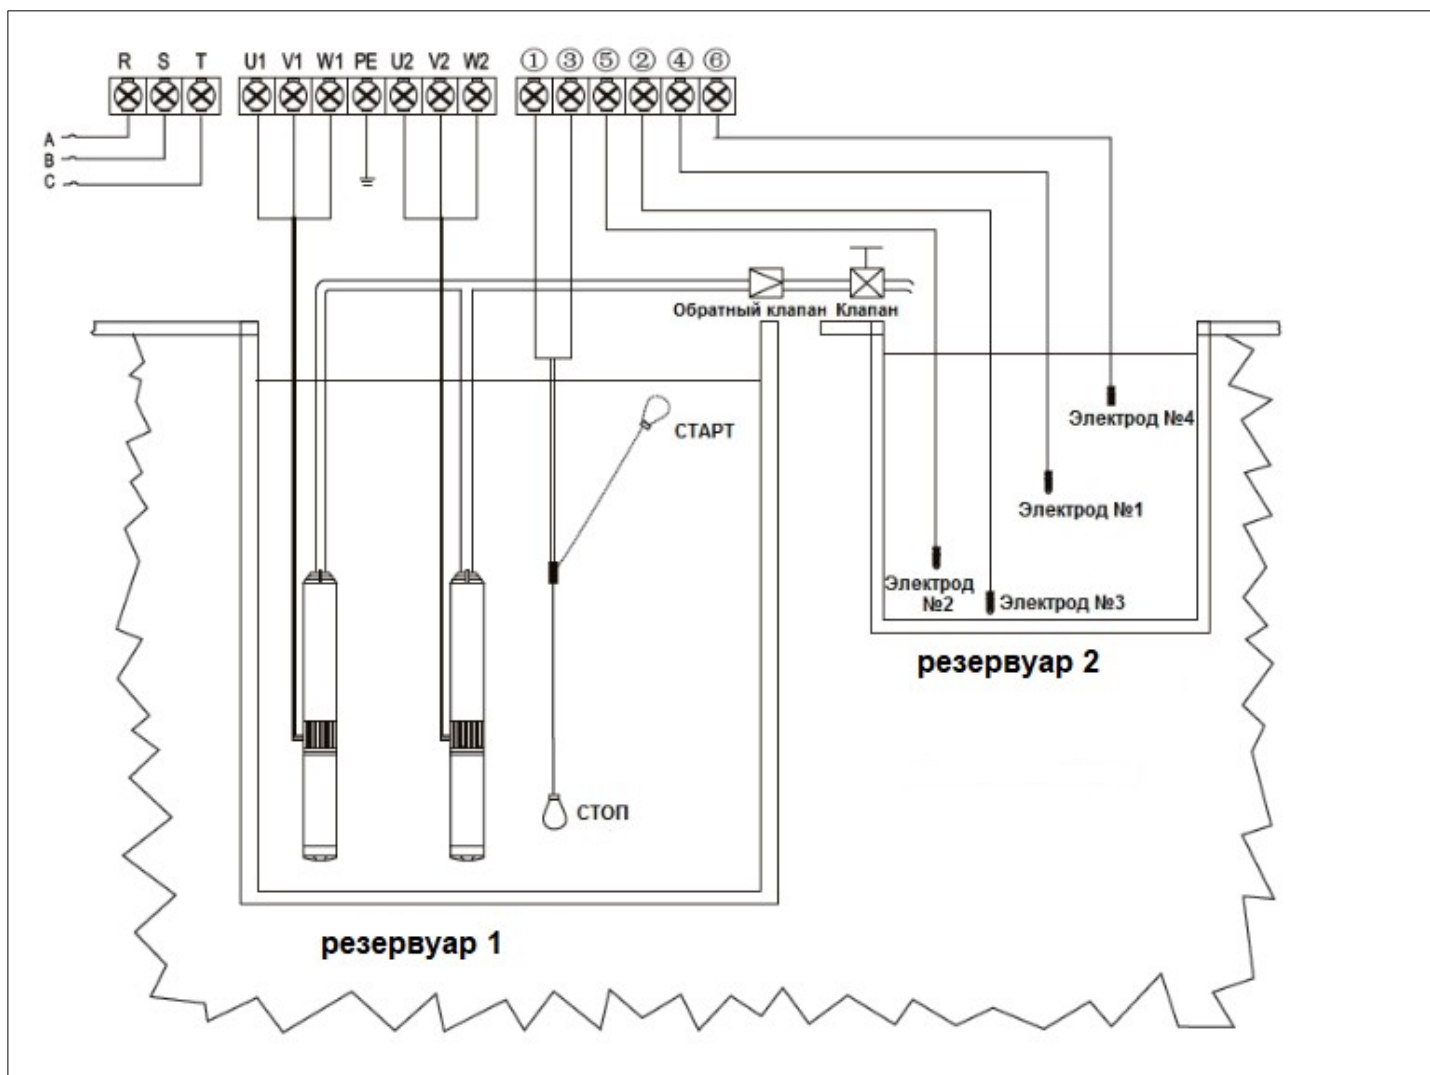 R S T U1 V1 W1 PE U2 V2 W2 ① ③ ⑤ ② ④ ⑥
A
B
C
Обратный клапан Клапан
СТАРТ
Электрод №4
Электрод №1
Электрод
№2
Электрод №3
резервуар 2
СТОП
резервуар 1